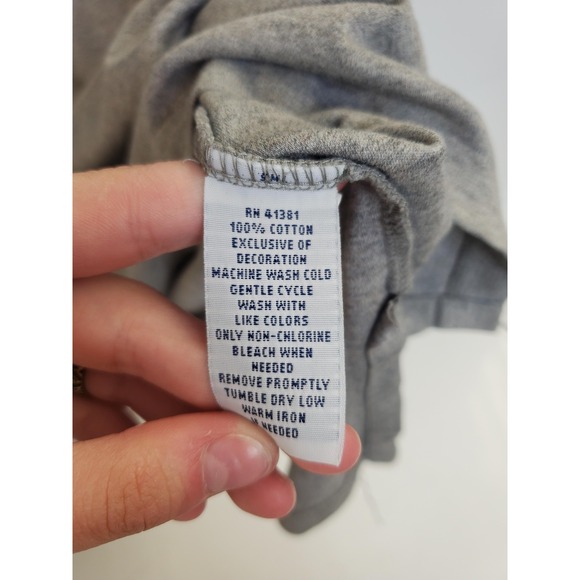 RN 41381
100% COTTON
EXCLUSIVE OF
DECORATION
MACHINE WASH COLD
GENTLE CYCLE
WASH WITH
LIKE COLORS
ONLY NON-CHLORINE
BLEACH WHEN
NEEDED
REMOVE PROMPTLY
TUMBLE DRY LOW
WARM IRON
NEEDED